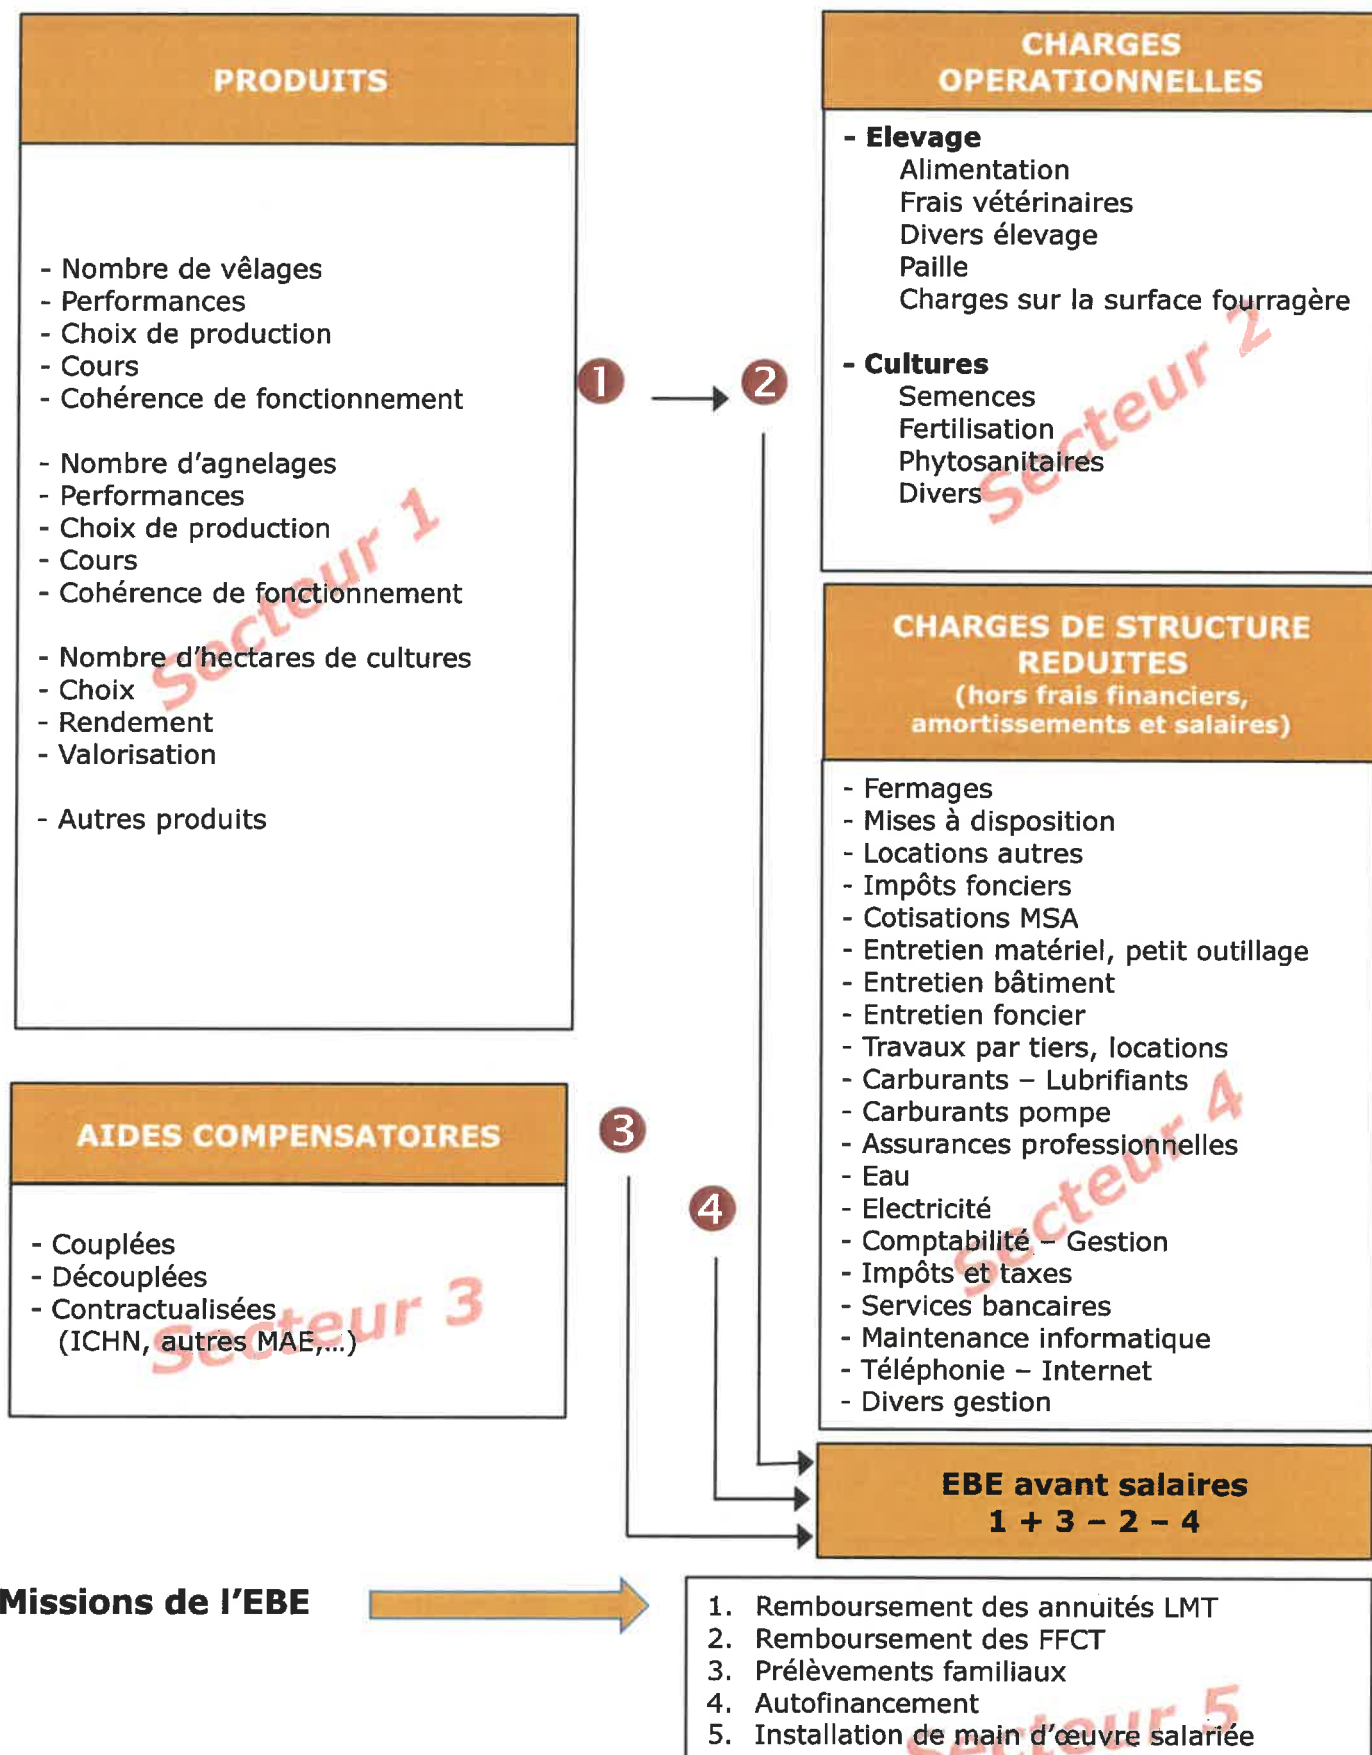 PRODUITS
- Nombre de vêlages
- Performances
- Choix de production
- Cours
- Cohérence de fonctionnement
- Nombre d'agnelages
- Performances
- Choix de production
- Cours
- Cohérence de fonctionnement
- Nombre d'hectares de cultures
- Choix
- Rendement
- Valorisation
- Autres produits
Secteur 1
1
2
CHARGES
OPERATIONNELLES
- Elevage
Alimentation
Frais vétérinaires
Divers élevage
Paille
Charges sur la surface fourragère
- Cultures
Semences
Fertilisation
Phytosanitaires
Divers
Secteur 2
AIDES COMPENSATOIRES
- Couplées
- Découplées
- Contractualisées
(ICHN, autres MAE,...)
Secteur 3
3
4
CHARGES DE STRUCTURE
REDUITES
(hors frais financiers,
amortissements et salaires)
- Fermages
- Mises à disposition
- Locations autres
- Impôts fonciers
- Cotisations MSA
- Entretien matériel, petit outillage
- Entretien bâtiment
- Entretien foncier
- Travaux par tiers, locations
- Carburants – Lubrifiants
- Carburants pompe
- Assurances professionnelles
- Eau
- Electricité
- Comptabilité – Gestion
- Impôts et taxes
- Services bancaires
- Maintenance informatique
- Téléphonie – Internet
- Divers gestion
Secteur 4
EBE avant salaires
1 + 3 – 2 – 4
Missions de l'EBE
1. Remboursement des annuités LMT
2. Remboursement des FFCT
3. Prélèvements familiaux
4. Autofinancement
5. Installation de main d'œuvre salariée
Secteur 5